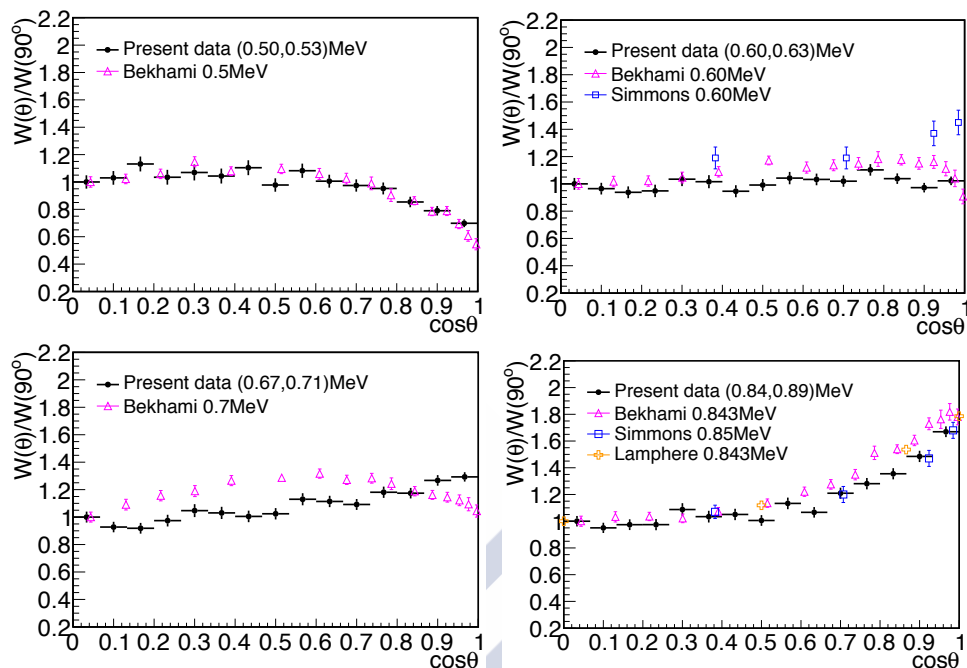 W(θ)/W(90°)
2.2
2
1.8
1.6
1.4
1.2
1
0.8
0.6
0.4
0.2
Present data (0.50,0.53)MeV
Bekhami 0.5MeV
0 0.1 0.2 0.3 0.4 0.5 0.6 0.7 0.8 0.9 1
cosθ
W(θ)/W(90°)
2.2
2
1.8
1.6
1.4
1.2
1
0.8
0.6
0.4
0.2
Present data (0.60,0.63)MeV
Bekhami 0.60MeV
Simmons 0.60MeV
0 0.1 0.2 0.3 0.4 0.5 0.6 0.7 0.8 0.9 1
cosθ
W(θ)/W(90°)
2.2
2
1.8
1.6
1.4
1.2
1
0.8
0.6
0.4
0.2
Present data (0.67,0.71)MeV
Bekhami 0.7MeV
0 0.1 0.2 0.3 0.4 0.5 0.6 0.7 0.8 0.9 1
cosθ
W(θ)/W(90°)
2.2
2
1.8
1.6
1.4
1.2
1
0.8
0.6
0.4
0.2
Present data (0.84,0.89)MeV
Bekhami 0.843MeV
Simmons 0.85MeV
Lamphere 0.843MeV
0 0.1 0.2 0.3 0.4 0.5 0.6 0.7 0.8 0.9 1
cosθ